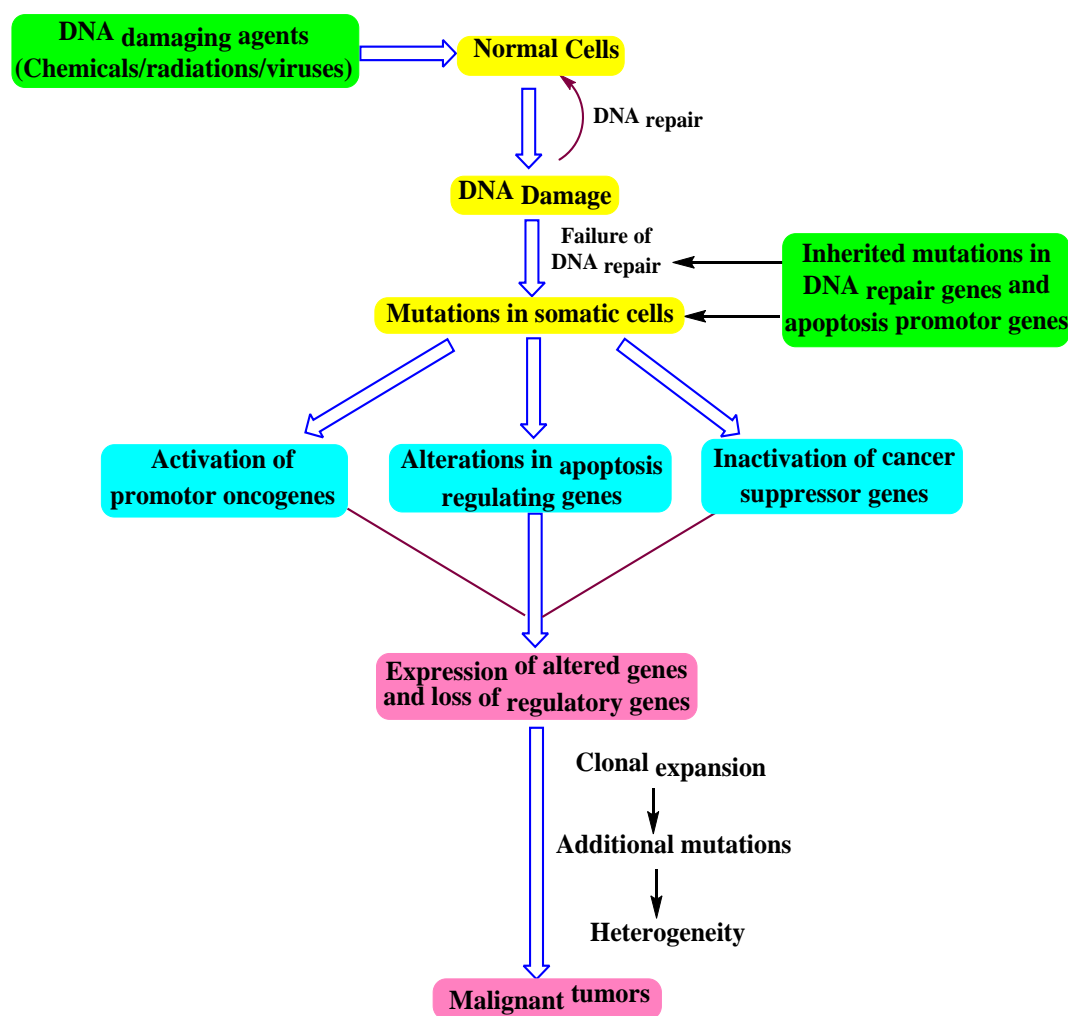 DNA damaging agents
(Chemicals/radiations/viruses)
Normal Cells
DNA repair
DNA Damage
Failure of
DNA repair
Inherited mutations in
DNA repair genes and
apoptosis promotor genes
Mutations in somatic cells
Activation of
promotor oncogenes
Alterations in apoptosis
regulating genes
Inactivation of cancer
suppressor genes
Expression of altered genes
and loss of regulatory genes
Clonal expansion
Additional mutations
Heterogeneity
Malignant tumors